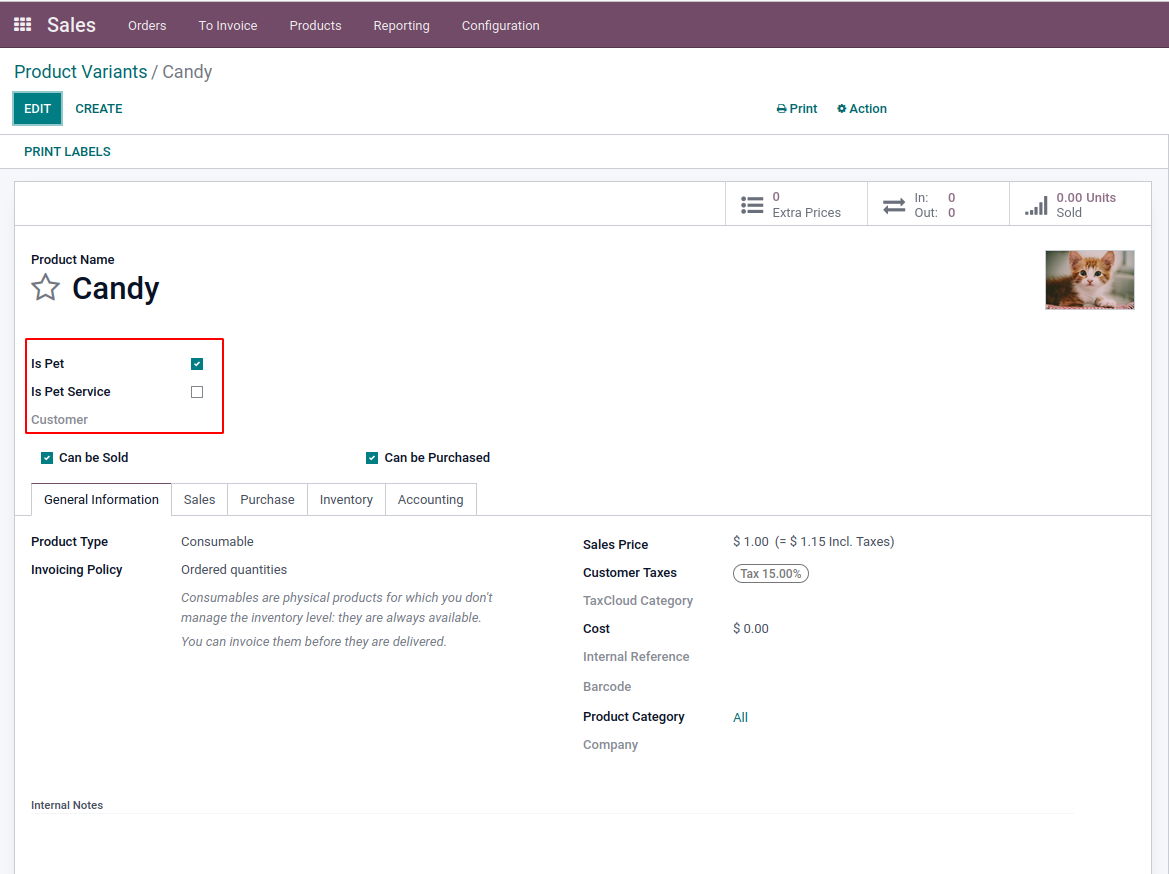 Sales Orders To Invoice Products Reporting Configuration
Product Variants / Candy
EDIT CREATE Print Action
PRINT LABELS
0 Extra Prices
In: 0
Out: 0
0.00 Units
Sold
Product Name
Candy
Is Pet
Is Pet Service
Customer
Can be Sold Can be Purchased
General Information Sales Purchase Inventory Accounting
Product Type Consumable
Invoicing Policy Ordered quantities
Consumables are physical products for which you don't
manage the inventory level: they are always available.
You can invoice them before they are delivered.
Sales Price $ 1.00 (= $ 1.15 Incl. Taxes)
Customer Taxes Tax 15.00%
TaxCloud Category
Cost $ 0.00
Internal Reference
Barcode
Product Category All
Company
Internal Notes